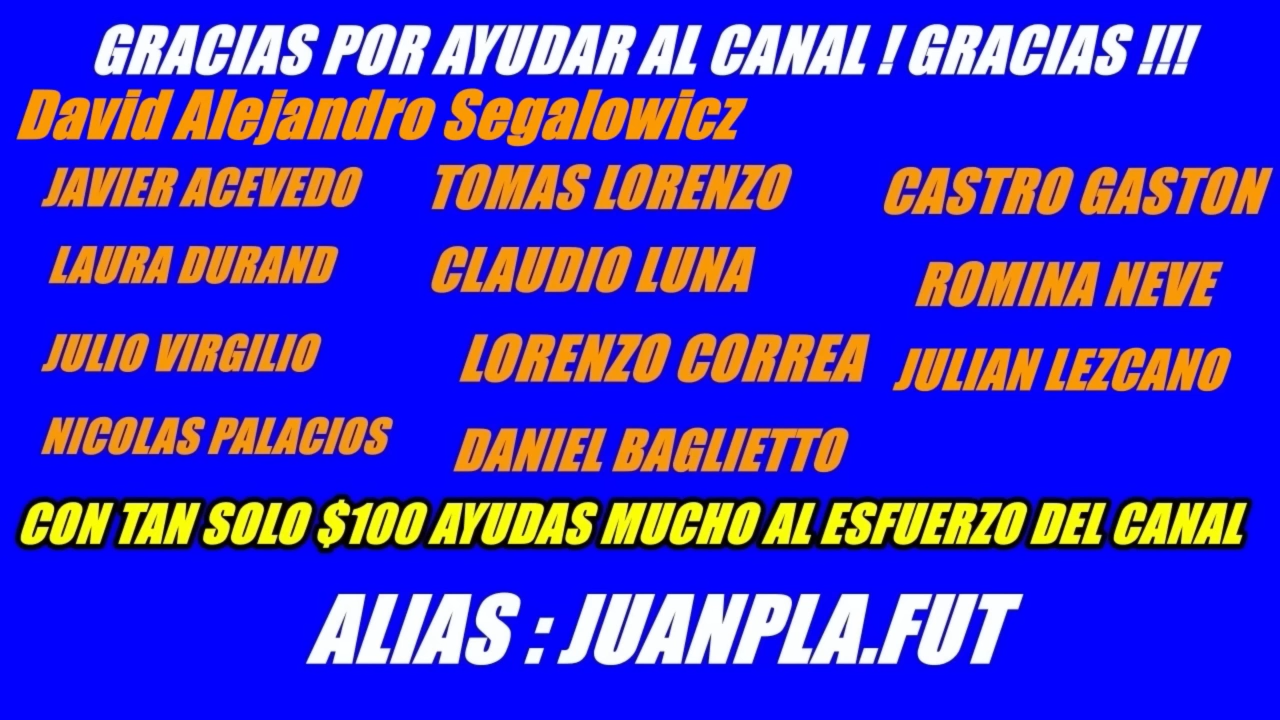 GRACIAS POR AYUDAR AL CANAL ! GRACIAS !!!
David Alejandro Segalowicz
JAVIER ACEVEDO TOMAS LORENZO CASTRO GASTON
LAURA DURAND CLAUDIO LUNA ROMINA NEVE
JULIO VIRGILIO LORENZO CORREA JULIAN LEZCANO
NICOLAS PALACIOS DANIEL BAGLIETTO
CON TAN SOLO $100 AYUDAS MUCHO AL ESFUERZO DEL CANAL
ALIAS : JUANPLA.FUT